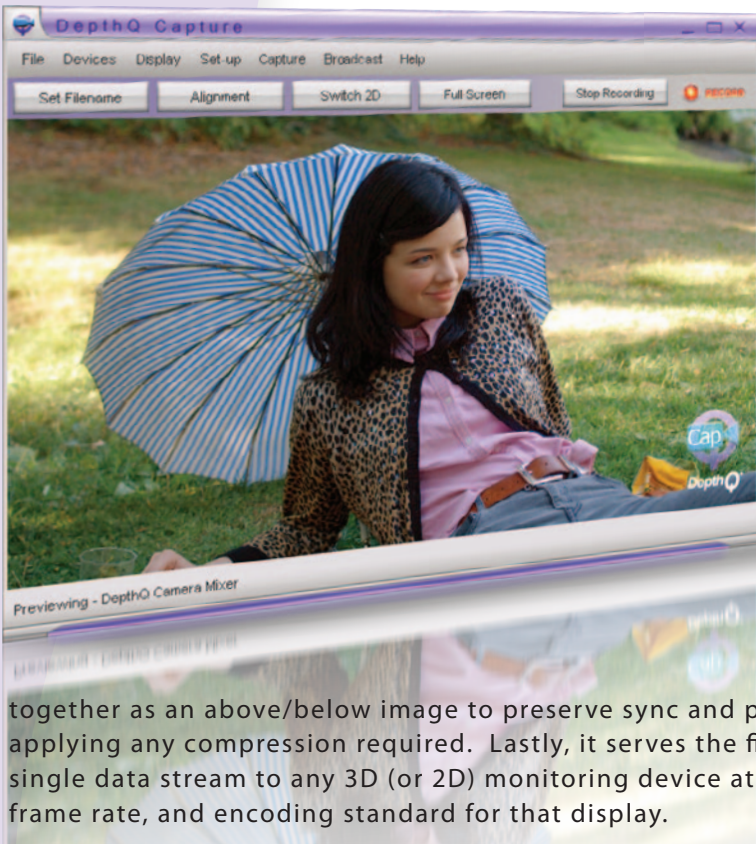 DepthQ Capture
File Devices Display Set-up Capture Broadcast Help
Set Filename Alignment Switch 2D Full Screen Stop Recording RECORD
Cap
DepthQ
Previewing - DepthQ Camera Mixer
together as an above/below image to preserve sync and p
applying any compression required. Lastly, it serves the fi
single data stream to any 3D (or 2D) monitoring device at
frame rate, and encoding standard for that display.